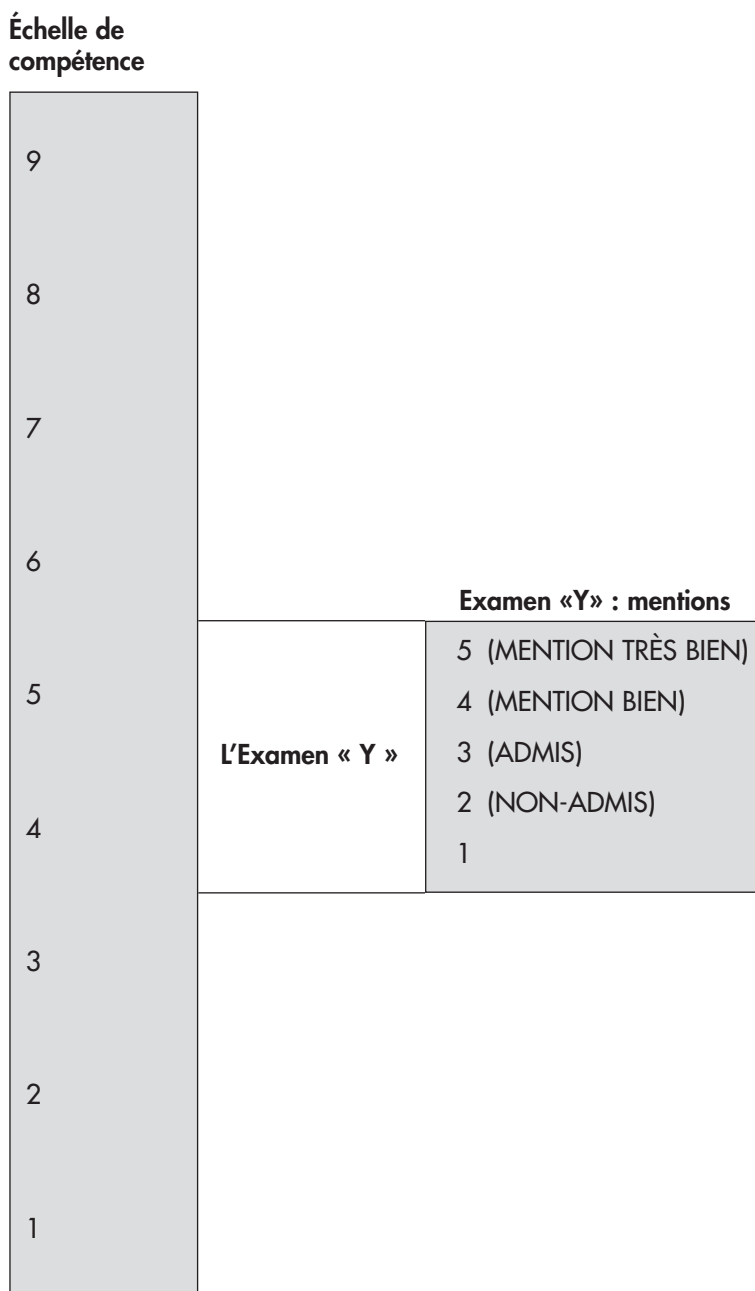 Échelle de
compétence
9
8
7
6
Examen «Y» : mentions
5 (MENTION TRÈS BIEN)
5
4 (MENTION BIEN)
L'Examen « Y »
3 (ADMIS)
2 (NON-ADMIS)
4
1
3
2
1